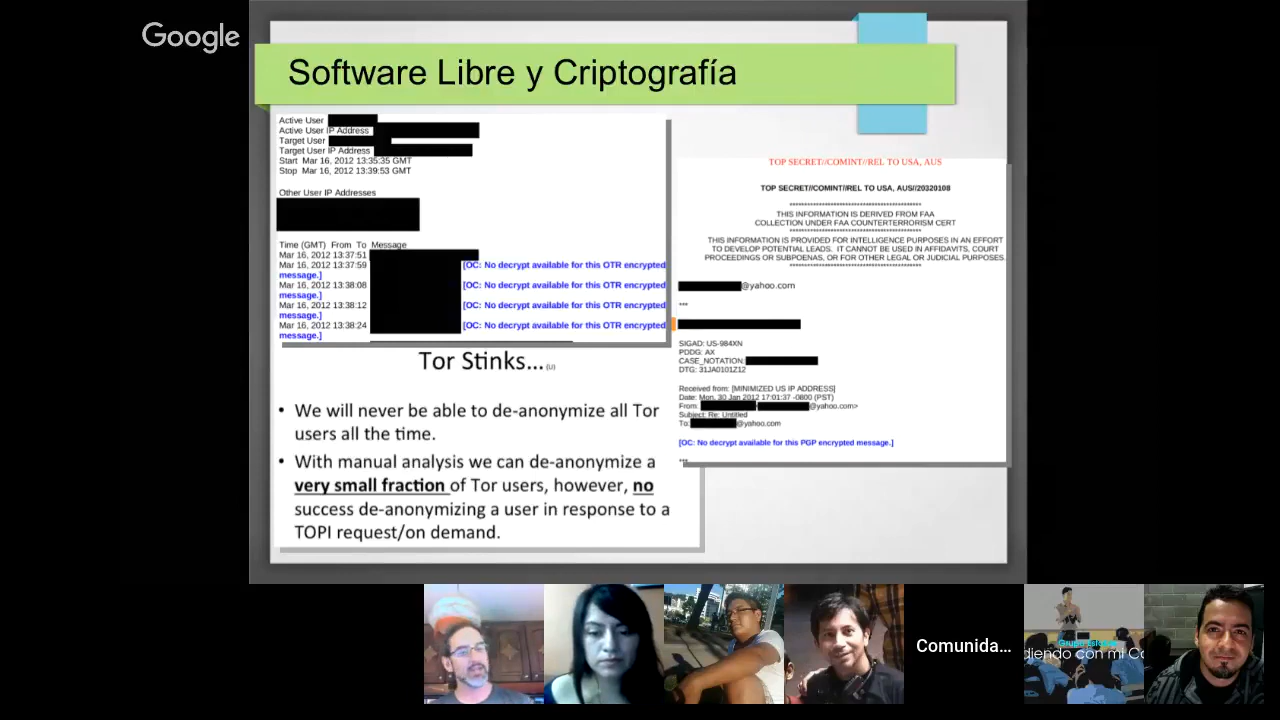 Google
Software Libre y Criptografía
Active User
Active User IP Address
Target User
Target User IP Address
Start Mar 16, 2012 13:35:35 GMT
Stop Mar 16, 2012 13:39:53 GMT
Other User IP Addresses
Time (GMT) From To Message
Mar 16, 2012 13:37:51
Mar 16, 2012 13:37:59 [OC: No decrypt available for this OTR encrypted
message.]
Mar 16, 2012 13:38:08 [OC: No decrypt available for this OTR encrypted
message.]
Mar 16, 2012 13:38:12 [OC: No decrypt available for this OTR encrypted
message.]
Mar 16, 2012 13:38:24 [OC: No decrypt available for this OTR encrypted
message.]
Tor Stinks... (U)
• We will never be able to de-anonymize all Tor
users all the time.
• With manual analysis we can de-anonymize a
very small fraction of Tor users, however, no
success de-anonymizing a user in response to a
TOPI request/on demand.
TOP SECRET//COMINT//REL TO USA, AUS
TOP SECRET//COMINT//REL TO USA, AUS//20320108
*********************************************
THIS INFORMATION IS DERIVED FROM FAA
COLLECTION UNDER FAA COUNTERTERRORISM CERT
*********************************************
THIS INFORMATION IS PROVIDED FOR INTELLIGENCE PURPOSES IN AN EFFORT
TO DEVELOP POTENTIAL LEADS. IT CANNOT BE USED IN AFFIDAVITS, COURT
PROCEEDINGS OR SUBPOENAS, OR FOR OTHER LEGAL OR JUDICIAL PURPOSES.
*********************************************
@yahoo.com
***
SIGAD: US-984XN
PDDG: AX
CASE_NOTATION:
DTG: 31JA0101Z12
Received from: [MINIMIZED US IP ADDRESS]
Date: Mon, 30 Jan 2012 17:01:37 -0800 (PST)
From: @yahoo.com>
Subject: Re: Untitled
To: @yahoo.com
[OC: No decrypt available for this PGP encrypted message.]
***
Comunida...
diendo con mi Co